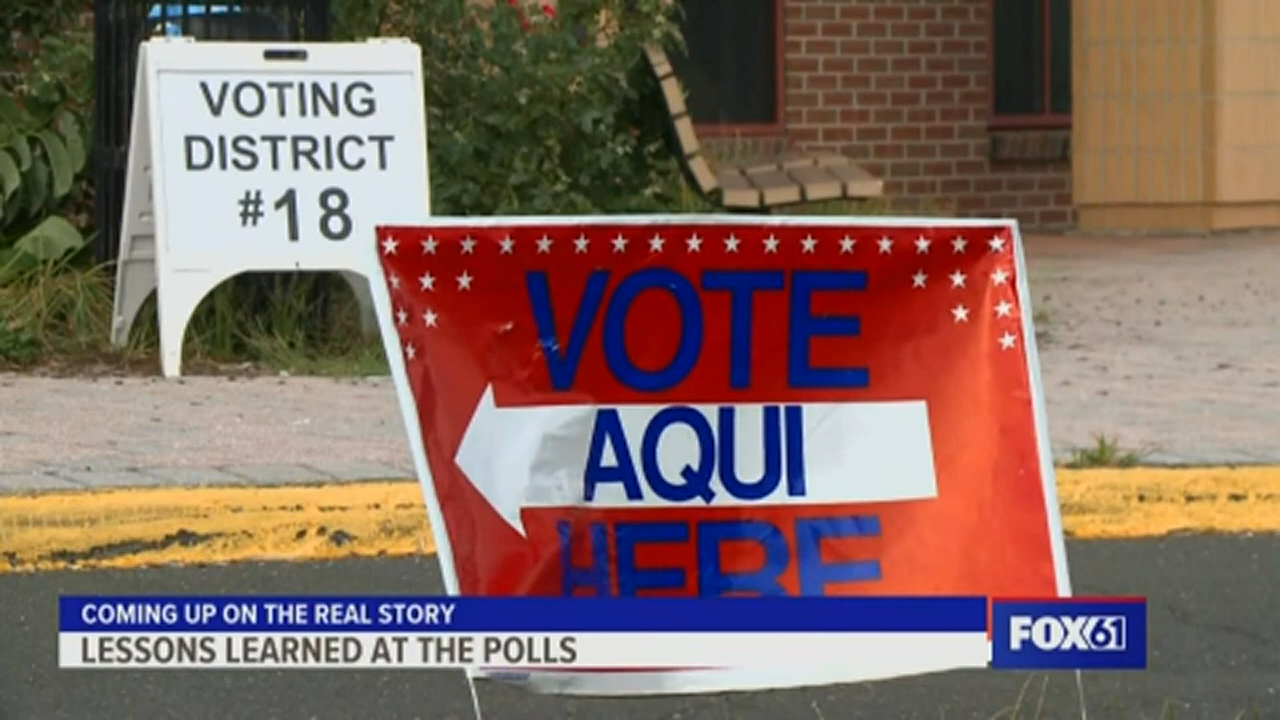 VOTING
DISTRICT
#18
VOTE
AQUI
HERE
COMING UP ON THE REAL STORY
LESSONS LEARNED AT THE POLLS
FOX61